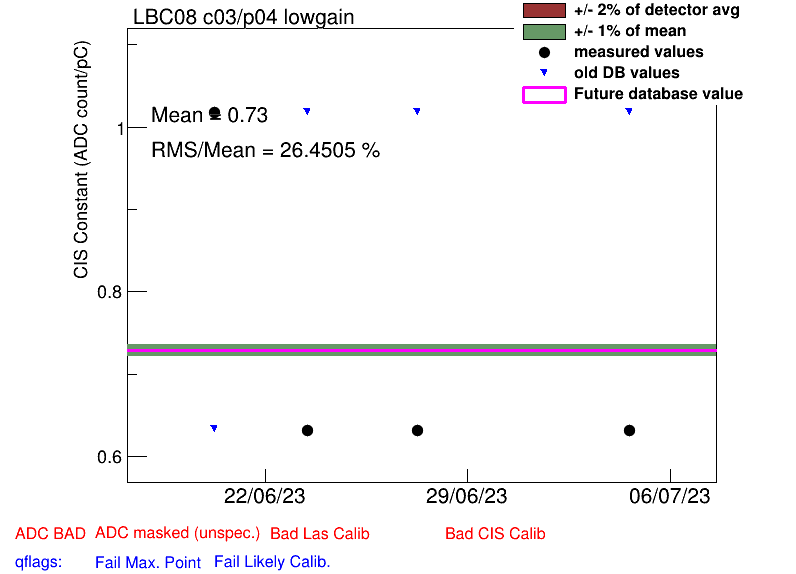 LBC08 c03/p04 lowgain
+/- 2% of detector avg
+/- 1% of mean
measured values
old DB values
Future database value
CIS Constant (ADC count/pC)
Mean = 0.73
RMS/Mean = 26.4505 %
1
0.8
0.6
22/06/23 29/06/23 06/07/23
ADC BAD ADC masked (unspec.) Bad Las Calib Bad CIS Calib
qflags: Fail Max. Point Fail Likely Calib.